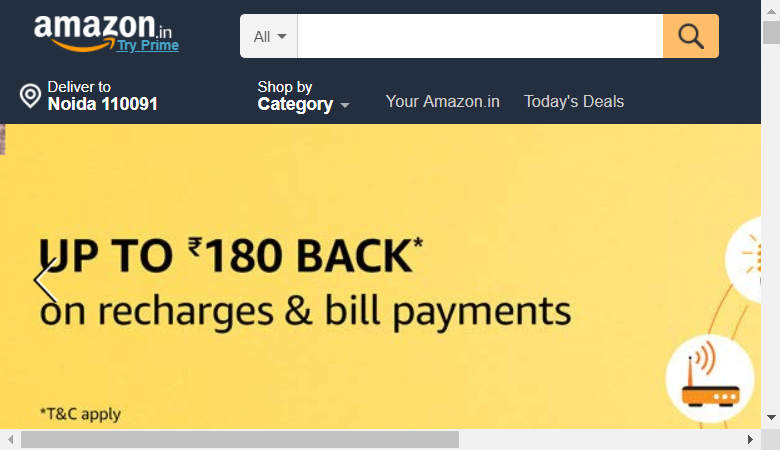 amazon.in
Try Prime
All
Deliver to
Noida 110091
Shop by
Category
Your Amazon.in
Today's Deals
UP TO ₹180 BACK*
on recharges & bill payments
*T&C apply